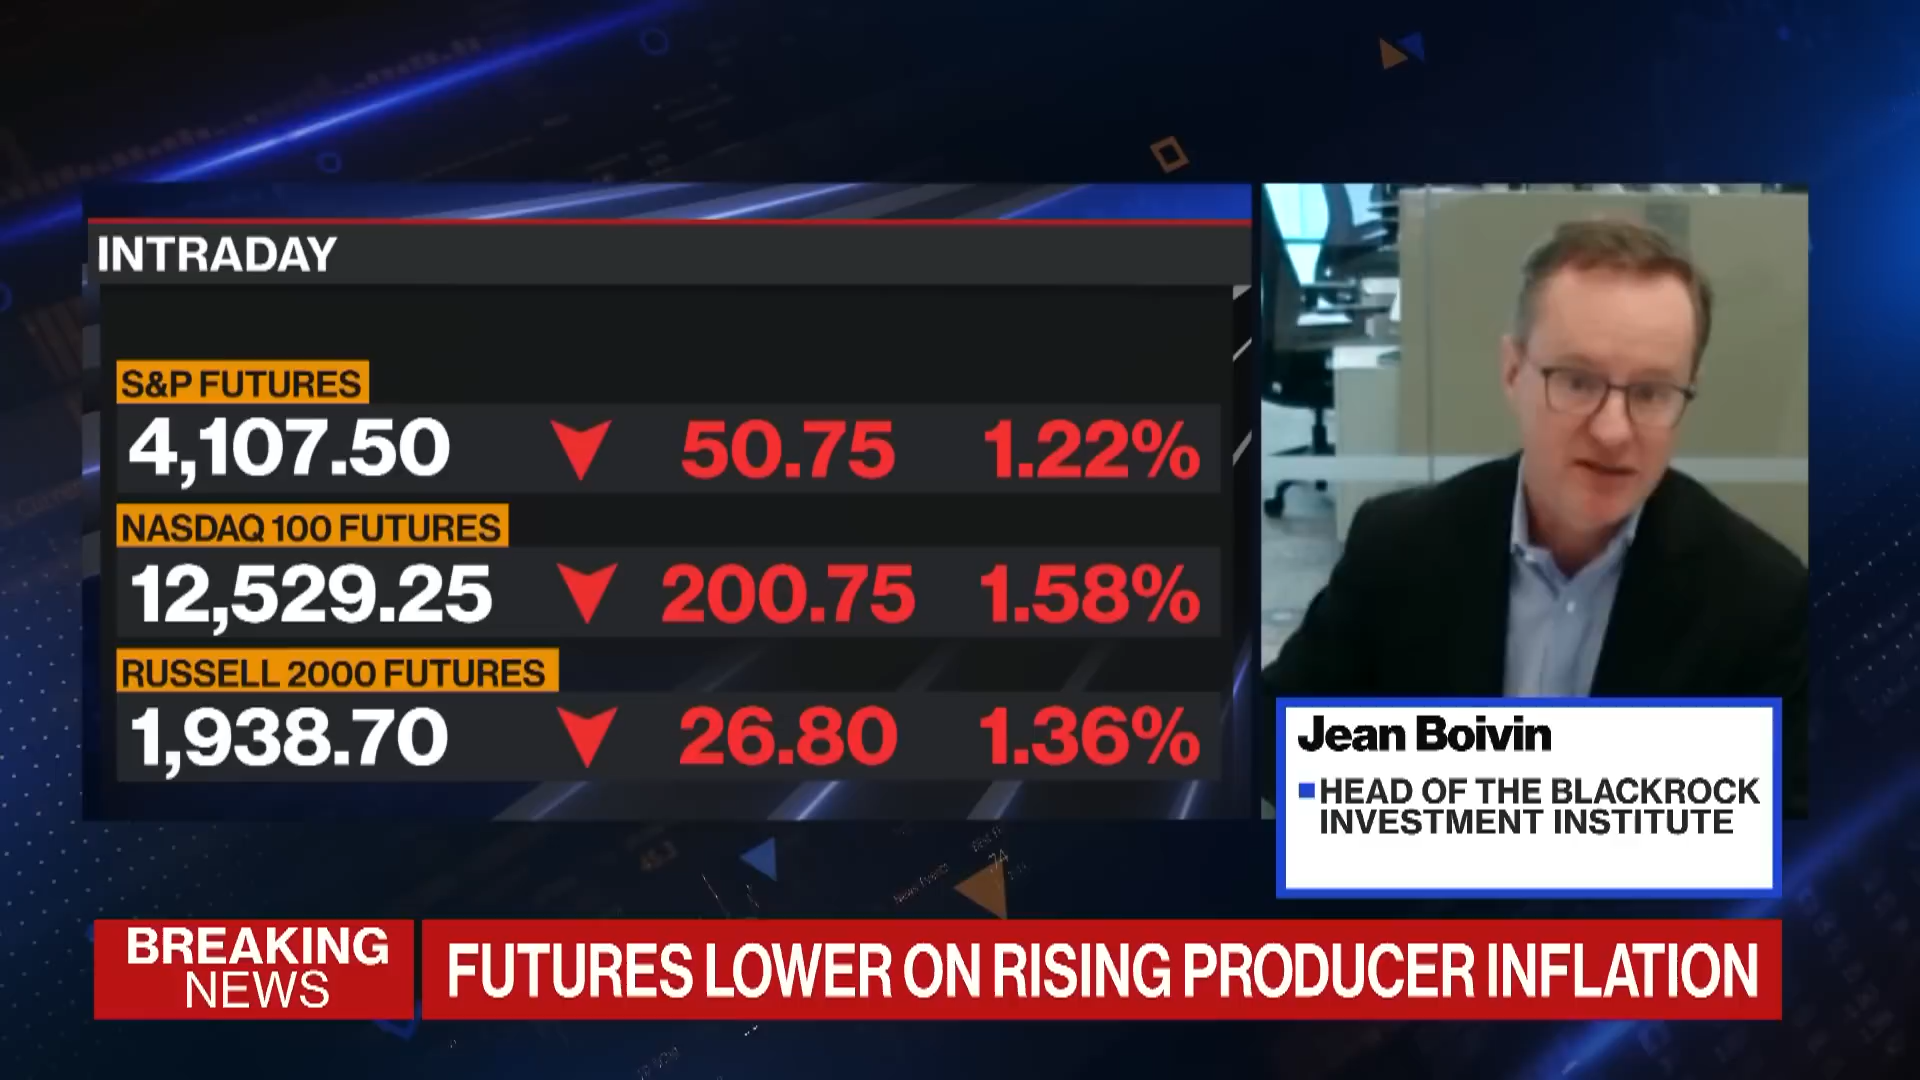 INTRADAY
S&P FUTURES
4,107.50 50.75 1.22%
NASDAQ 100 FUTURES
12,529.25 200.75 1.58%
RUSSELL 2000 FUTURES
1,938.70 26.80 1.36%
Jean Boivin
HEAD OF THE BLACKROCK
INVESTMENT INSTITUTE
BREAKING
NEWS
FUTURES LOWER ON RISING PRODUCER INFLATION